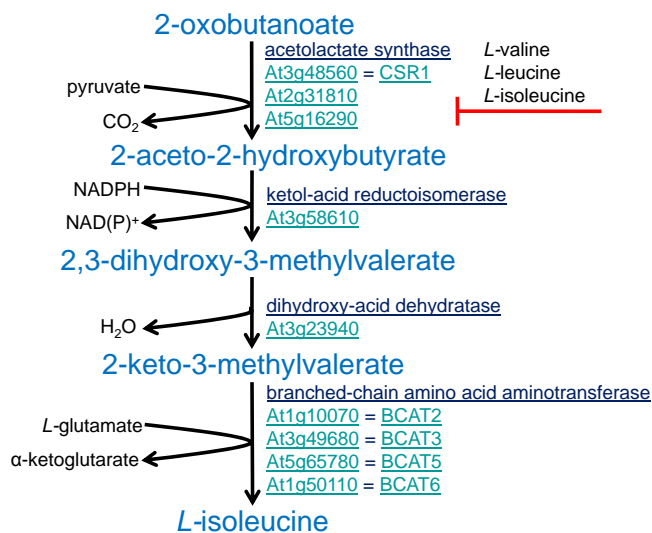 2-oxobutanoate
acetolactate synthase
At3g48560 = CSR1
At2g31810
At5g16290
L-valine
L-leucine
L-isoleucine
pyruvate
CO₂
2-aceto-2-hydroxybutyrate
NADPH
NAD(P)⁺
ketol-acid reductoisomerase
At3g58610
2,3-dihydroxy-3-methylvalerate
dihydroxy-acid dehydratase
At3g23940
H₂O
2-keto-3-methylvalerate
branched-chain amino acid aminotransferase
At1g10070 = BCAT2
At3g49680 = BCAT3
At5g65780 = BCAT5
At1g50110 = BCAT6
L-glutamate
α-ketoglutarate
L-isoleucine